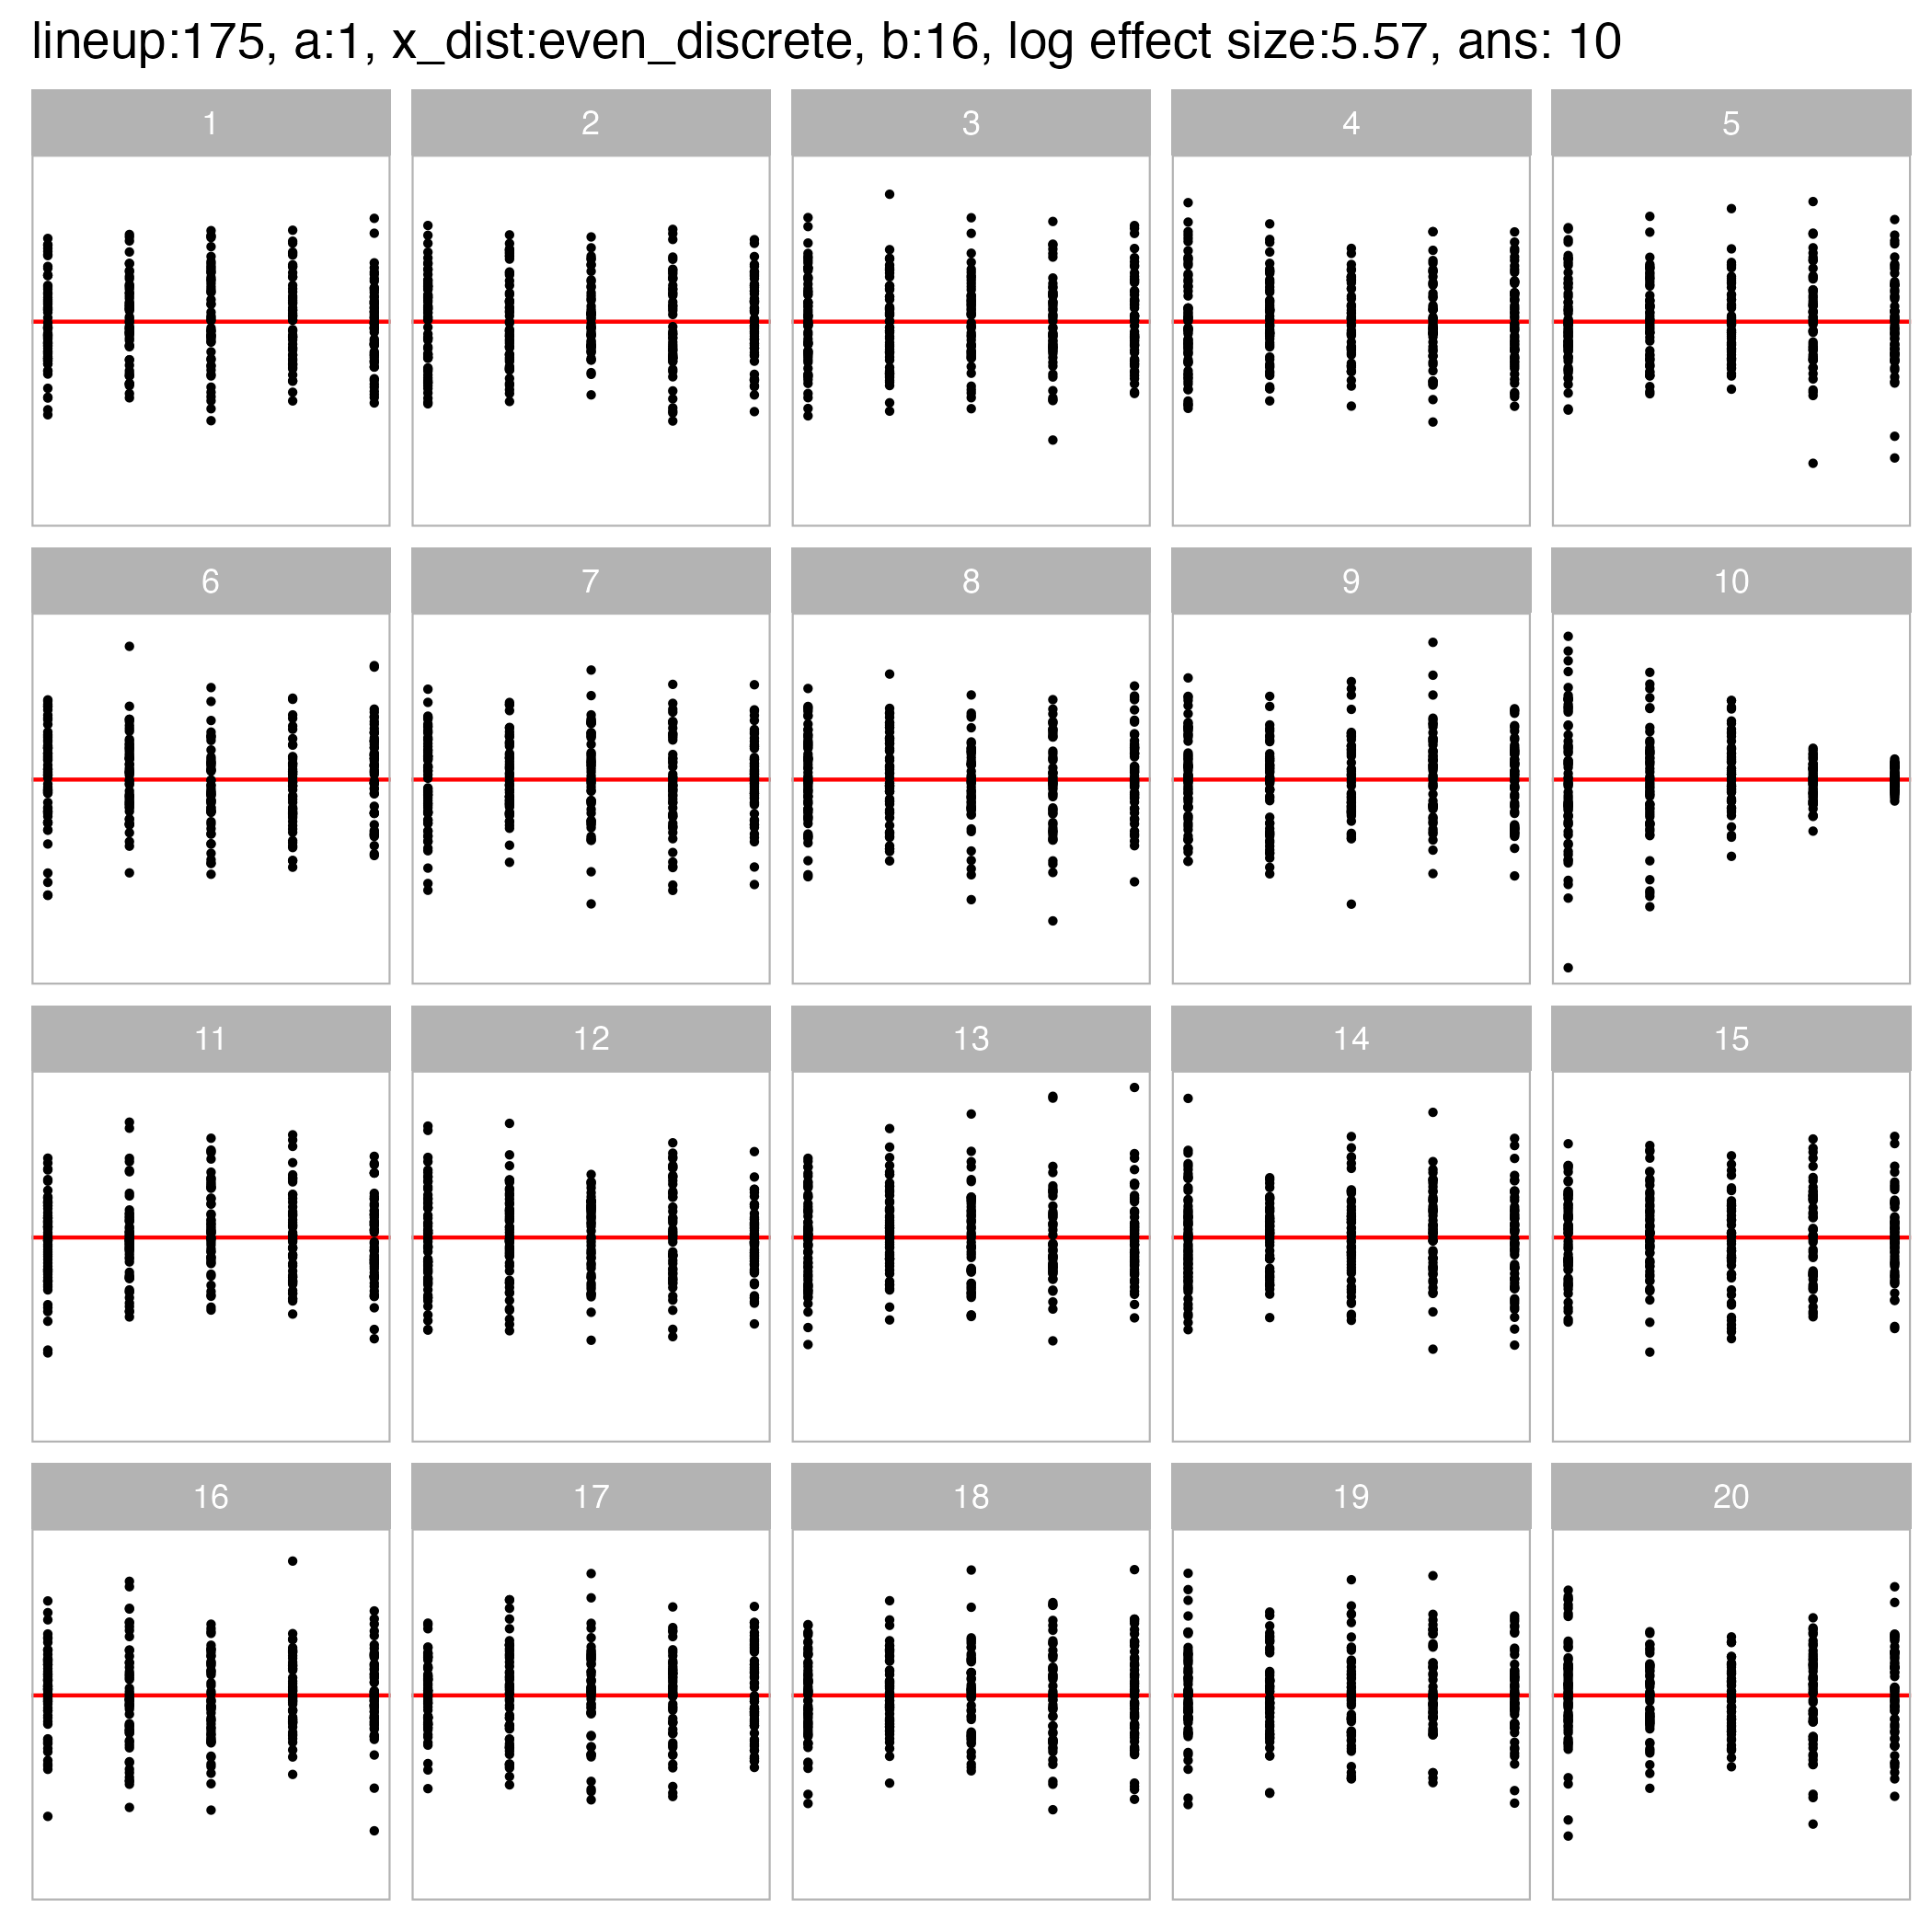 lineup:175, a:1, x_dist:even_discrete, b:16, log effect size:5.57, ans: 10
1 2 3 4 5
6 7 8 9 10
11 12 13 14 15
16 17 18 19 20